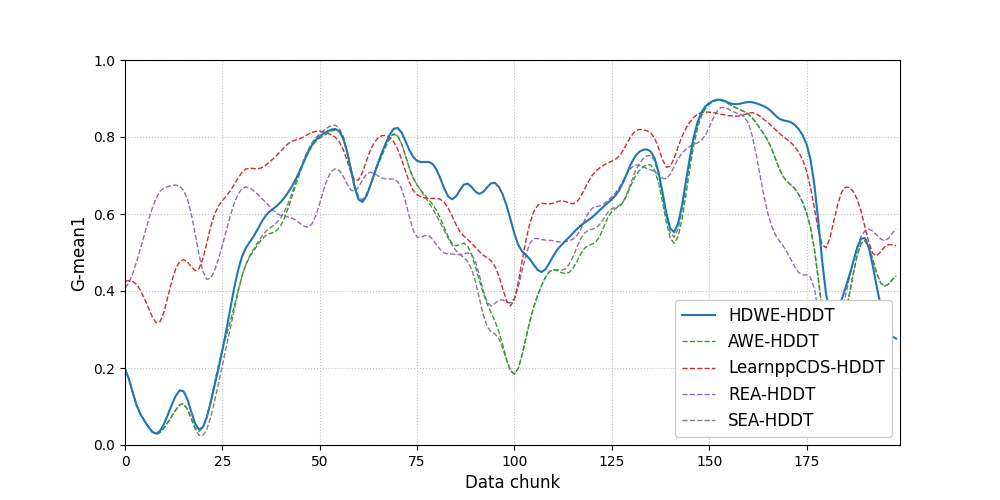 1.0
0.8
0.6
0.4
0.2
0.0
G-mean1
0
25
50
75
100
125
150
175
Data chunk
HDWE-HDDT
AWE-HDDT
LearnppCDS-HDDT
REA-HDDT
SEA-HDDT